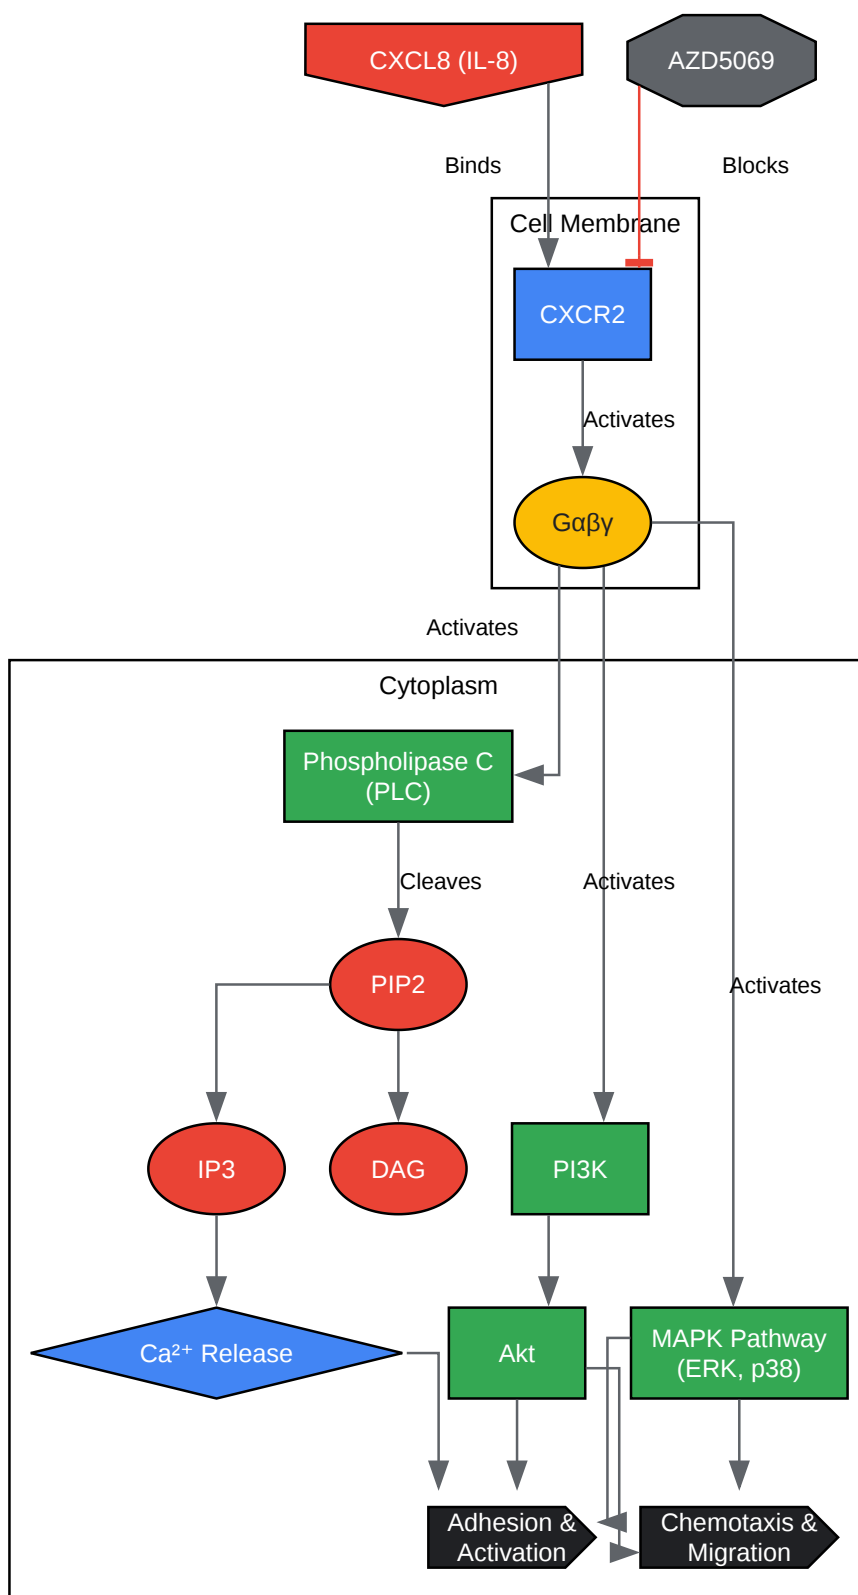 CXCL8 (IL-8)
AZD5069
Binds
Blocks
Cell Membrane
CXCR2
Activates
Gαβγ
Activates
Cytoplasm
Phospholipase C
(PLC)
Cleaves
Activates
PIP2
Activates
IP3
DAG
PI3K
Ca²⁺ Release
Akt
MAPK Pathway
(ERK, p38)
Adhesion &
Activation
Chemotaxis &
Migration